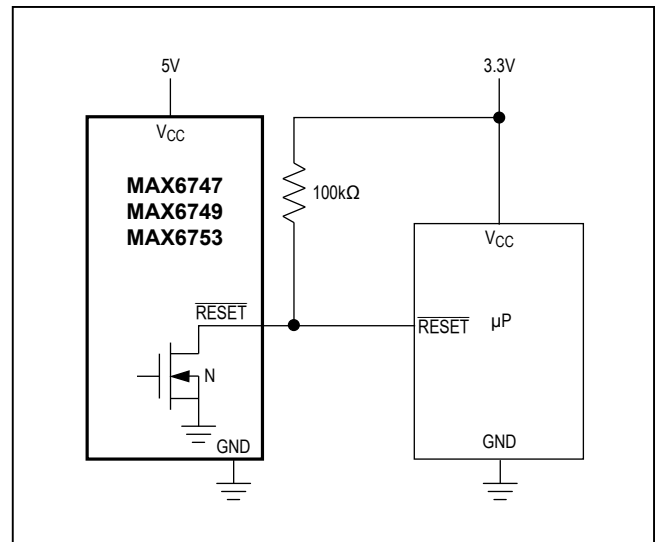 5V
3.3V
VCC
MAX6747
MAX6749
MAX6753
100kΩ
VCC
RESET
RESET
µP
N
GND
GND